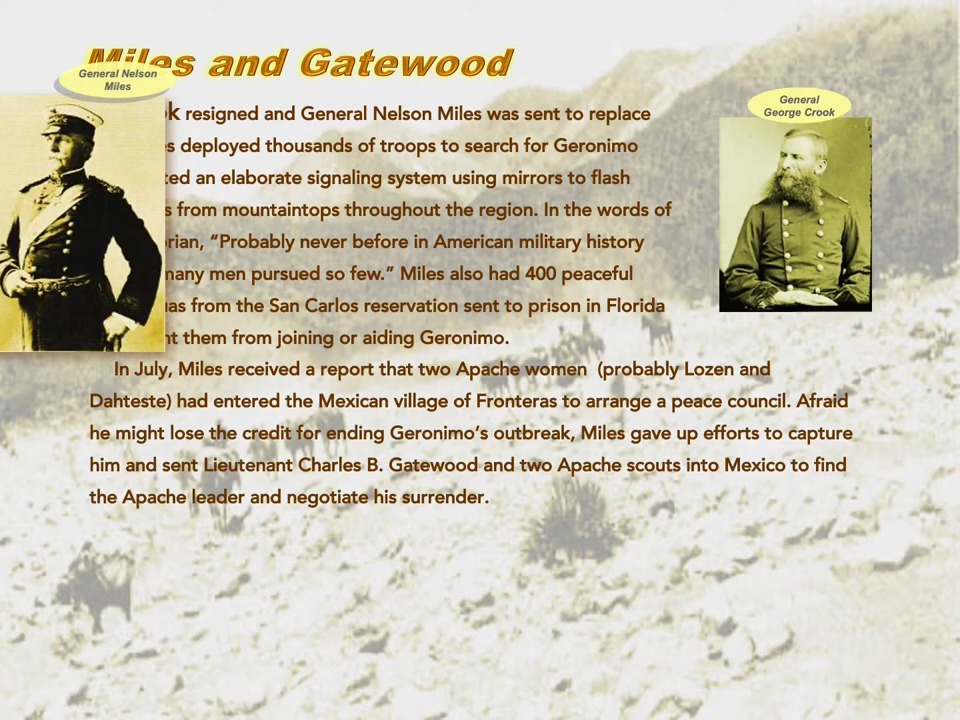 Miles and Gatewood
General Nelson
Miles
General
George Crook
resigned and General Nelson Miles was sent to replace
deployed thousands of troops to search for Geronimo
an elaborate signaling system using mirrors to flash
from mountaintops throughout the region. In the words of
“Probably never before in American military history
many men pursued so few.” Miles also had 400 peaceful
from the San Carlos reservation sent to prison in Florida
them from joining or aiding Geronimo.
In July, Miles received a report that two Apache women (probably Lozen and
Dahteste) had entered the Mexican village of Fronteras to arrange a peace council. Afraid
he might lose the credit for ending Geronimo’s outbreak, Miles gave up efforts to capture
him and sent Lieutenant Charles B. Gatewood and two Apache scouts into Mexico to find
the Apache leader and negotiate his surrender.